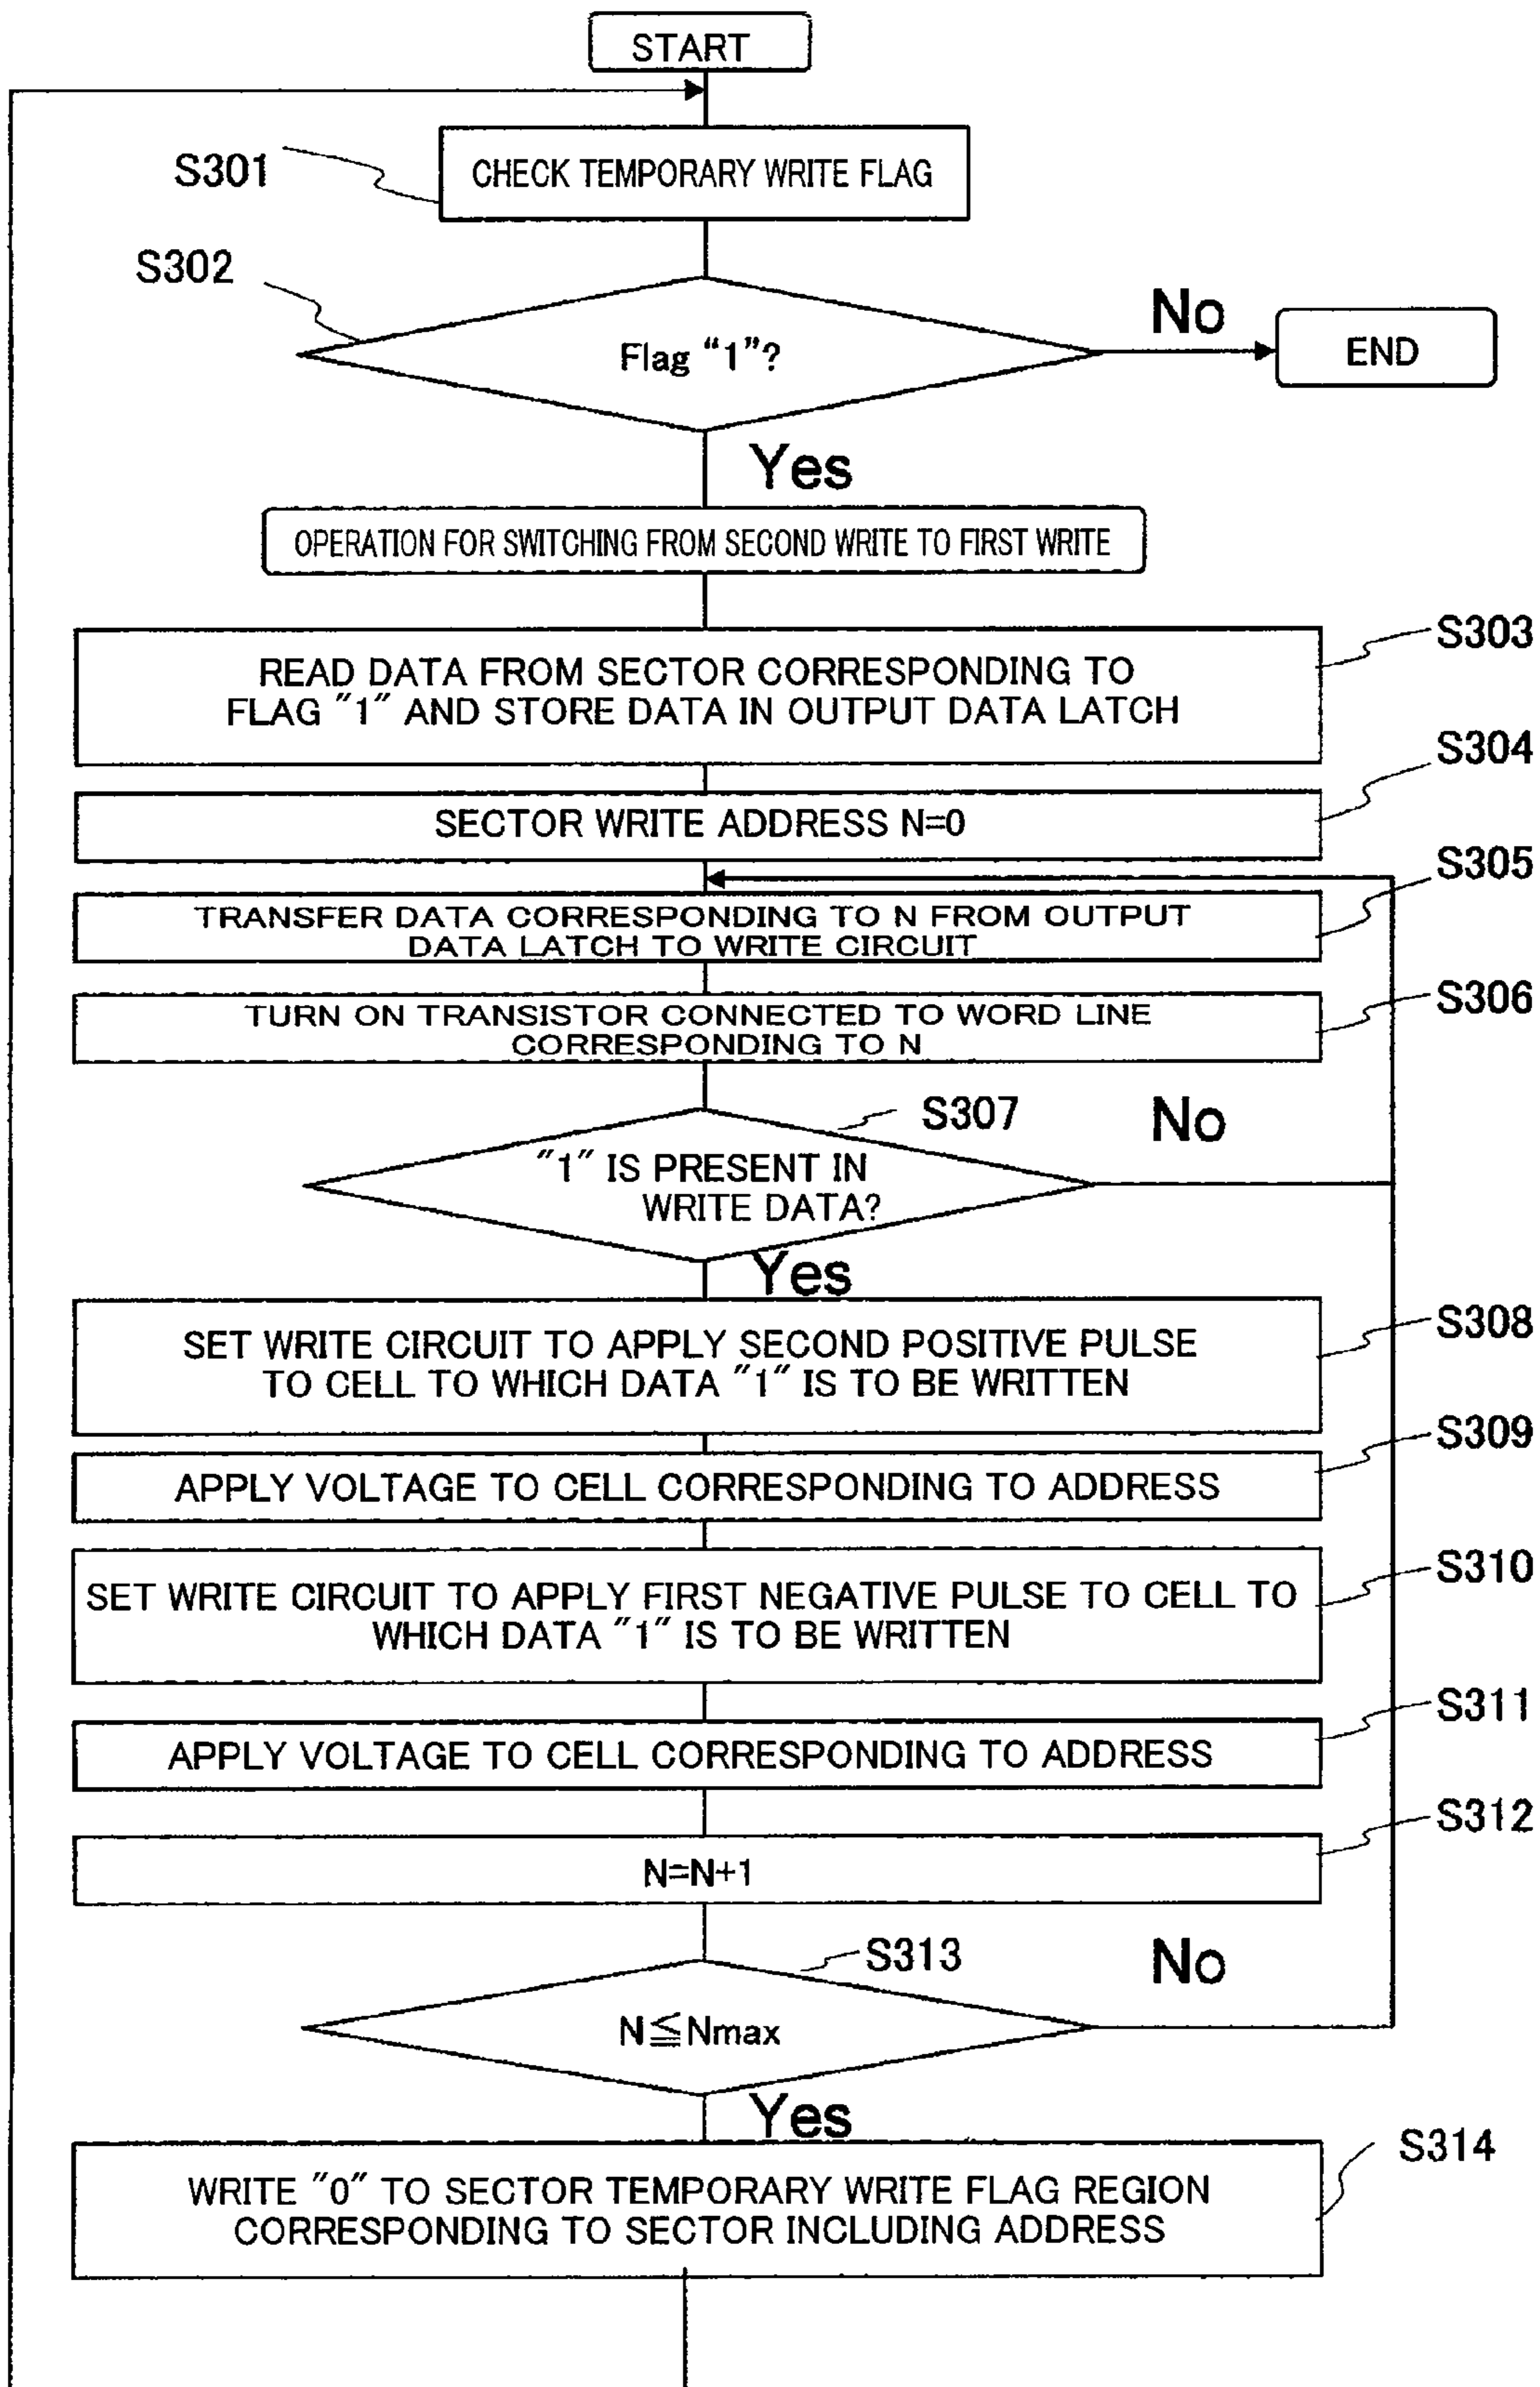 START
S301
CHECK TEMPORARY WRITE FLAG
S302
Flag “1”?
No
END
Yes
OPERATION FOR SWITCHING FROM SECOND WRITE TO FIRST WRITE
S303
READ DATA FROM SECTOR CORRESPONDING TO
FLAG "1" AND STORE DATA IN OUTPUT DATA LATCH
S304
SECTOR WRITE ADDRESS N=0
S305
TRANSFER DATA CORRESPONDING TO N FROM OUTPUT
DATA LATCH TO WRITE CIRCUIT
S306
TURN ON TRANSISTOR CONNECTED TO WORD LINE
CORRESPONDING TO N
S307
No
"1" IS PRESENT IN
WRITE DATA?
Yes
S308
SET WRITE CIRCUIT TO APPLY SECOND POSITIVE PULSE
TO CELL TO WHICH DATA "1" IS TO BE WRITTEN
S309
APPLY VOLTAGE TO CELL CORRESPONDING TO ADDRESS
S310
SET WRITE CIRCUIT TO APPLY FIRST NEGATIVE PULSE TO CELL TO
WHICH DATA "1" IS TO BE WRITTEN
S311
APPLY VOLTAGE TO CELL CORRESPONDING TO ADDRESS
S312
N=N+1
S313
No
N≦Nmax
Yes
S314
WRITE "0" TO SECTOR TEMPORARY WRITE FLAG REGION
CORRESPONDING TO SECTOR INCLUDING ADDRESS